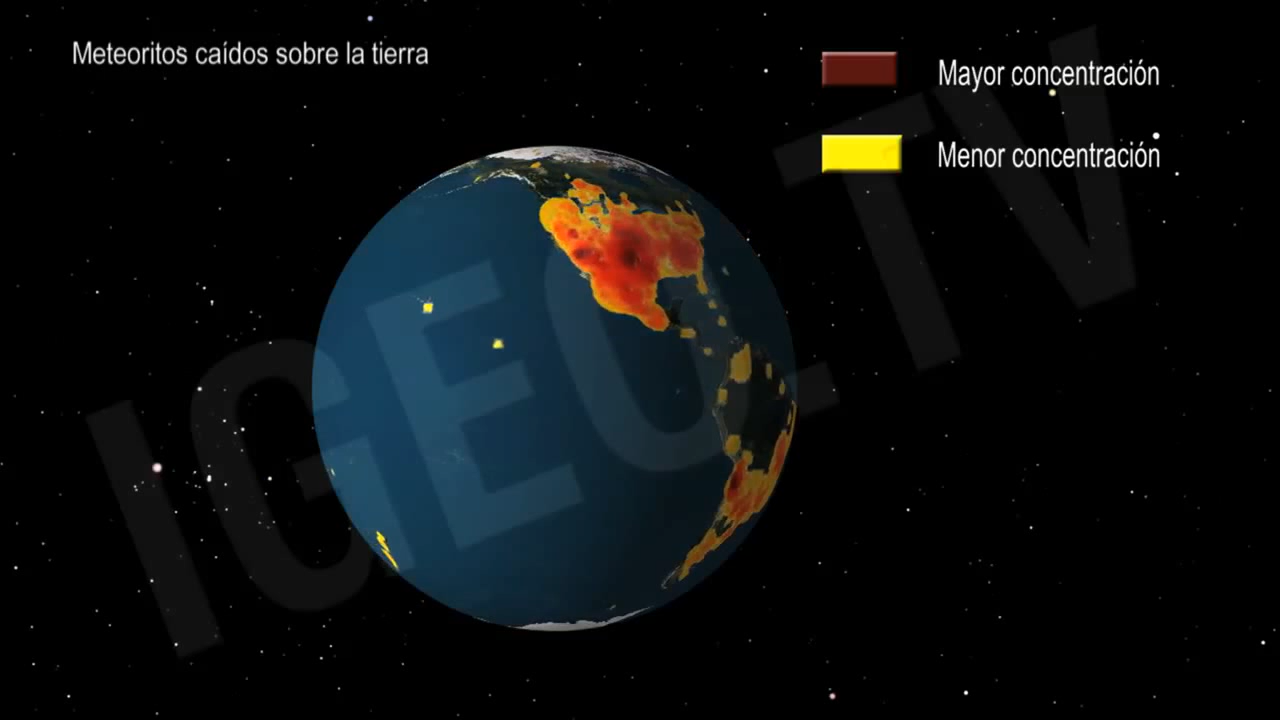 Meteoritos caídos sobre la tierra
Mayor concentración
Menor concentración
IGEO.TV